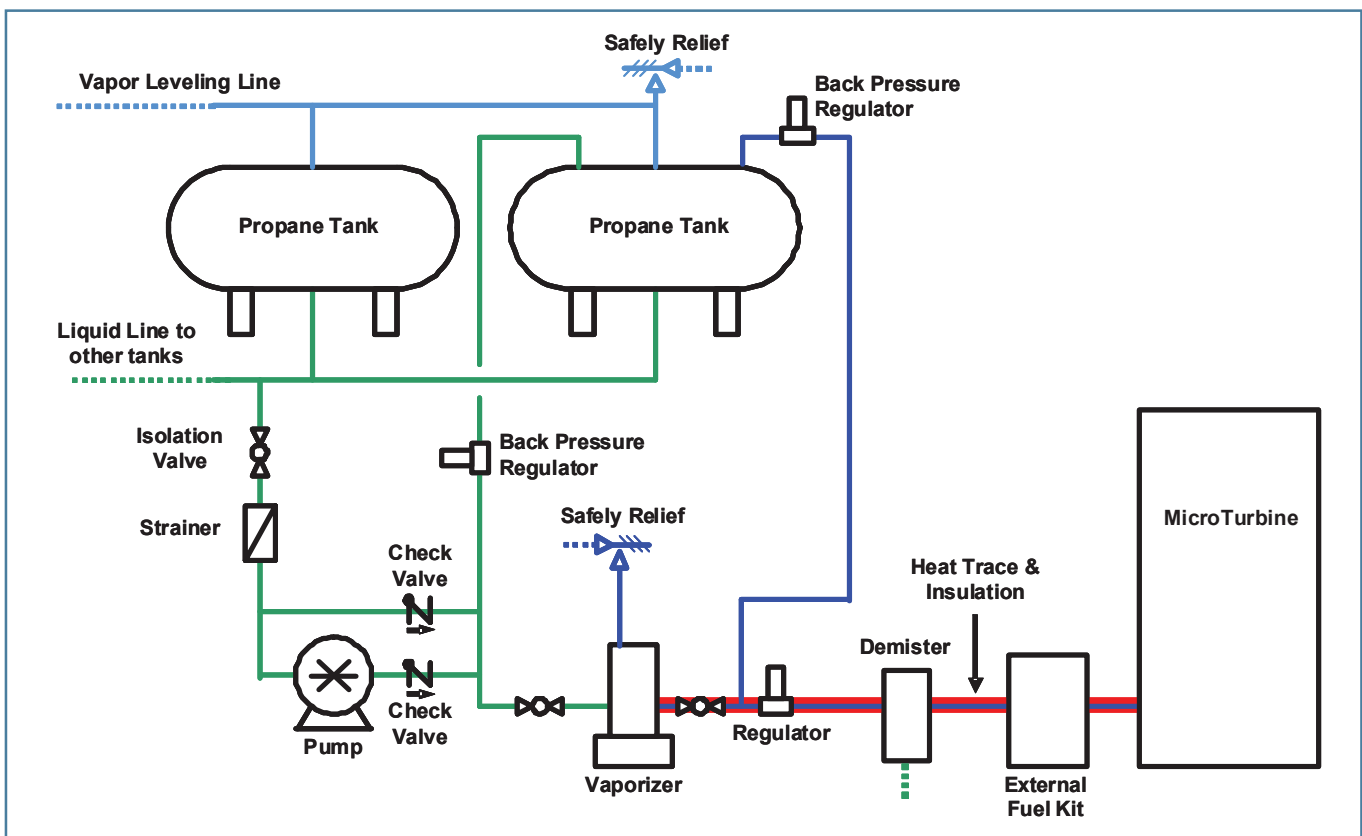 Safely Relief
Vapor Leveling Line
Back Pressure
Regulator
Propane Tank
Propane Tank
Liquid Line to
other tanks
Isolation
Valve
Back Pressure
Regulator
Strainer
Safely Relief
MicroTurbine
Check
Valve
Heat Trace &
Insulation
Demister
Check
Valve
Pump
Regulator
Vaporizer
External
Fuel Kit